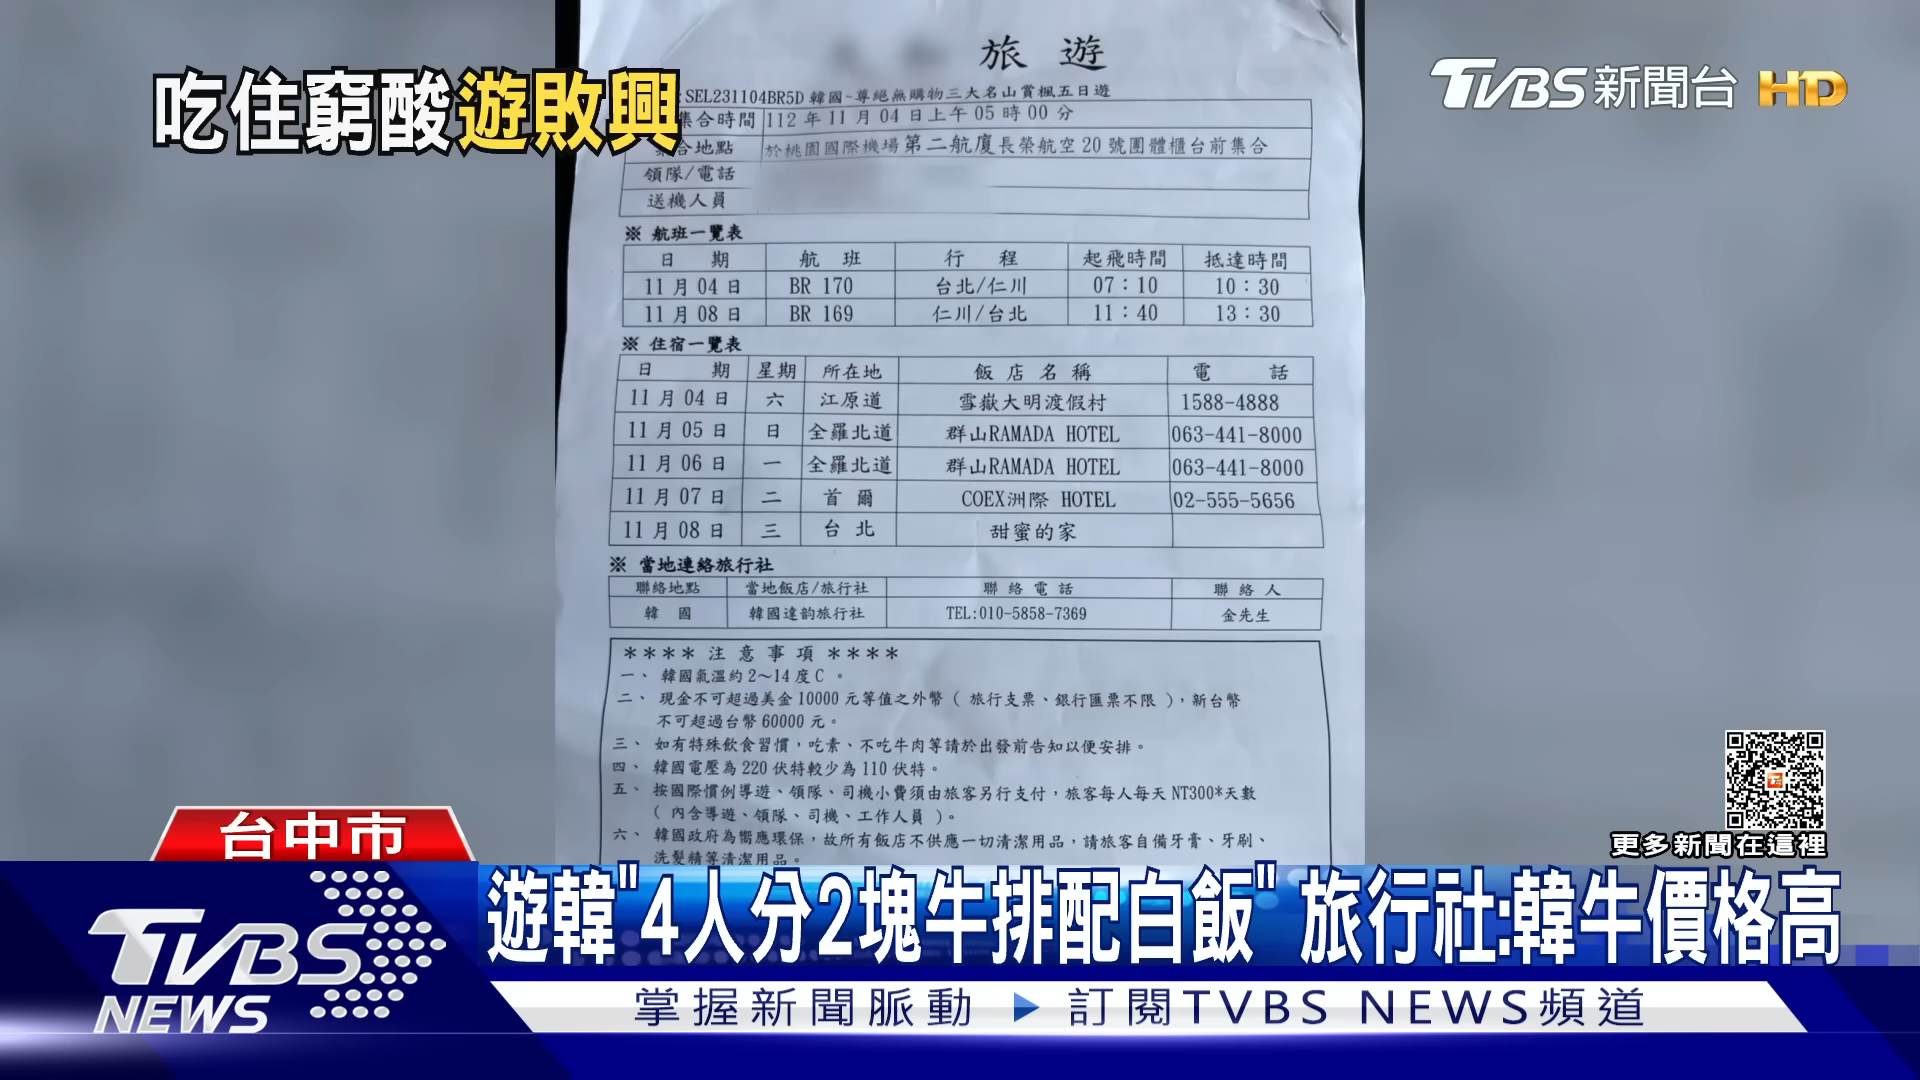 吃住窮酸遊敗興
TVBS新聞台 HD
旅遊
SEL231104BR5D 韓國~尊絕無購物三大名山賞楓五日遊
集合時間 112 年 11 月 04 日上午 05 時 00 分
合地點 於桃園國際機場第二航廈長榮航空 20 號團體櫃台前集合
領隊/電話
送機人員
※ 航班一覽表
日期 航班 行程 起飛時間 抵達時間
11 月 04 日 BR 170 台北/仁川 07：10 10：30
11 月 08 日 BR 169 仁川/台北 11：40 13：30
※ 住宿一覽表
日期 星期 所在地 飯店名稱 電話
11 月 04 日 六 江原道 雪嶽大明渡假村 1588-4888
11 月 05 日 日 全羅北道 群山RAMADA HOTEL 063-441-8000
11 月 06 日 一 全羅北道 群山RAMADA HOTEL 063-441-8000
11 月 07 日 二 首爾 COEX洲際 HOTEL 02-555-5656
11 月 08 日 三 台北 甜蜜的家
※ 當地連絡旅行社
聯絡地點 當地飯店/旅行社 聯絡電話 聯絡人
韓國 韓國達韵旅行社 TEL:010-5858-7369 金先生
＊＊＊＊ 注意事項 ＊＊＊＊
一、 韓國氣溫約 2～14 度 C 。
二、 現金不可超過美金 10000 元等值之外幣（ 旅行支票、銀行匯票不限 )，新台幣
不可超過台幣 60000 元。
三、 如有特殊飲食習慣，吃素、不吃牛肉等請於出發前告知以便安排。
四、 韓國電壓為 220 伏特較少為 110 伏特。
五、 按國際慣例導遊、領隊、司機小費須由旅客另行支付，旅客每人每天 NT300*天數
（ 內含導遊、領隊、司機、工作人員 )。
六、 韓國政府為嚮應環保，故所有飯店不供應一切清潔用品，請旅客自備牙膏、牙刷、
洗髮精等清潔用品。
更多新聞在這裡
台中市
遊韓"4人分2塊牛排配白飯" 旅行社:韓牛價格高
TVBS NEWS
掌握新聞脈動 ▶ 訂閱TVBS NEWS頻道